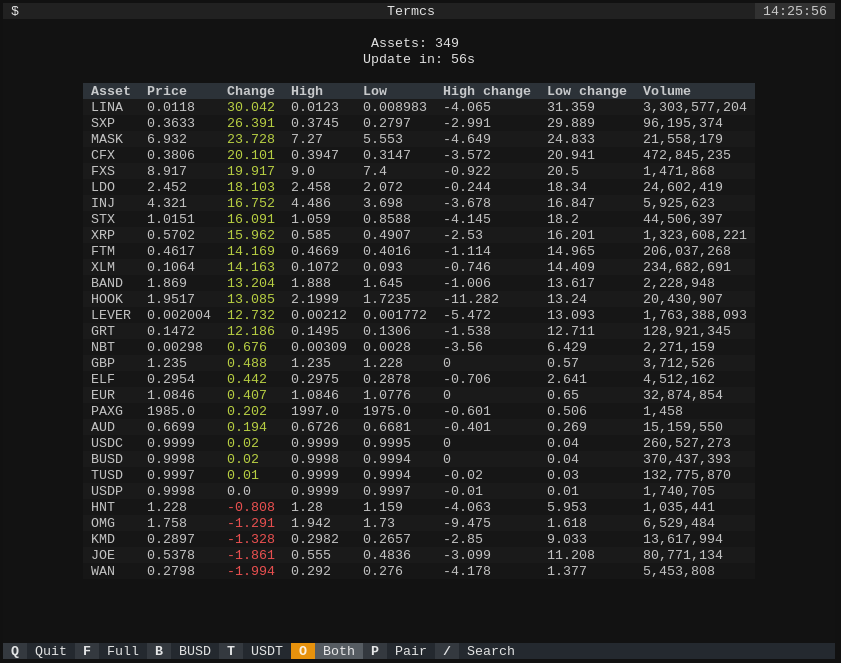 $ Termcs 14:25:56
Assets: 349
Update in: 56s
Asset Price Change High Low High change Low change Volume
LINA 0.0118 30.042 0.0123 0.008983 -4.065 31.359 3,303,577,204
SXP 0.3633 26.391 0.3745 0.2797 -2.991 29.889 96,195,374
MASK 6.932 23.728 7.27 5.553 -4.649 24.833 21,558,179
CFX 0.3806 20.101 0.3947 0.3147 -3.572 20.941 472,845,235
FXS 8.917 19.917 9.0 7.4 -0.922 20.5 1,471,868
LDO 2.452 18.103 2.458 2.072 -0.244 18.34 24,602,419
INJ 4.321 16.752 4.486 3.698 -3.678 16.847 5,925,623
STX 1.0151 16.091 1.059 0.8588 -4.145 18.2 44,506,397
XRP 0.5702 15.962 0.585 0.4907 -2.53 16.201 1,323,608,221
FTM 0.4617 14.169 0.4669 0.4016 -1.114 14.965 206,037,268
XLM 0.1064 14.163 0.1072 0.093 -0.746 14.409 234,682,691
BAND 1.869 13.204 1.888 1.645 -1.006 13.617 2,228,948
HOOK 1.9517 13.085 2.1999 1.7235 -11.282 13.24 20,430,907
LEVER 0.002004 12.732 0.00212 0.001772 -5.472 13.093 1,763,388,093
GRT 0.1472 12.186 0.1495 0.1306 -1.538 12.711 128,921,345
NBT 0.00298 0.676 0.00309 0.0028 -3.56 6.429 2,271,159
GBP 1.235 0.488 1.235 1.228 0 0.57 3,712,526
ELF 0.2954 0.442 0.2975 0.2878 -0.706 2.641 4,512,162
EUR 1.0846 0.407 1.0846 1.0776 0 0.65 32,874,854
PAXG 1985.0 0.202 1997.0 1975.0 -0.601 0.506 1,458
AUD 0.6699 0.194 0.6726 0.6681 -0.401 0.269 15,159,550
USDC 0.9999 0.02 0.9999 0.9995 0 0.04 260,527,273
BUSD 0.9998 0.02 0.9998 0.9994 0 0.04 370,437,393
TUSD 0.9997 0.01 0.9999 0.9994 -0.02 0.03 132,775,870
USDP 0.9998 0.0 0.9999 0.9997 -0.01 0.01 1,740,705
HNT 1.228 -0.808 1.28 1.159 -4.063 5.953 1,035,441
OMG 1.758 -1.291 1.942 1.73 -9.475 1.618 6,529,484
KMD 0.2897 -1.328 0.2982 0.2657 -2.85 9.033 13,617,994
JOE 0.5378 -1.861 0.555 0.4836 -3.099 11.208 80,771,134
WAN 0.2798 -1.994 0.292 0.276 -4.178 1.377 5,453,808
Q Quit F Full B BUSD T USDT O Both P Pair / Search